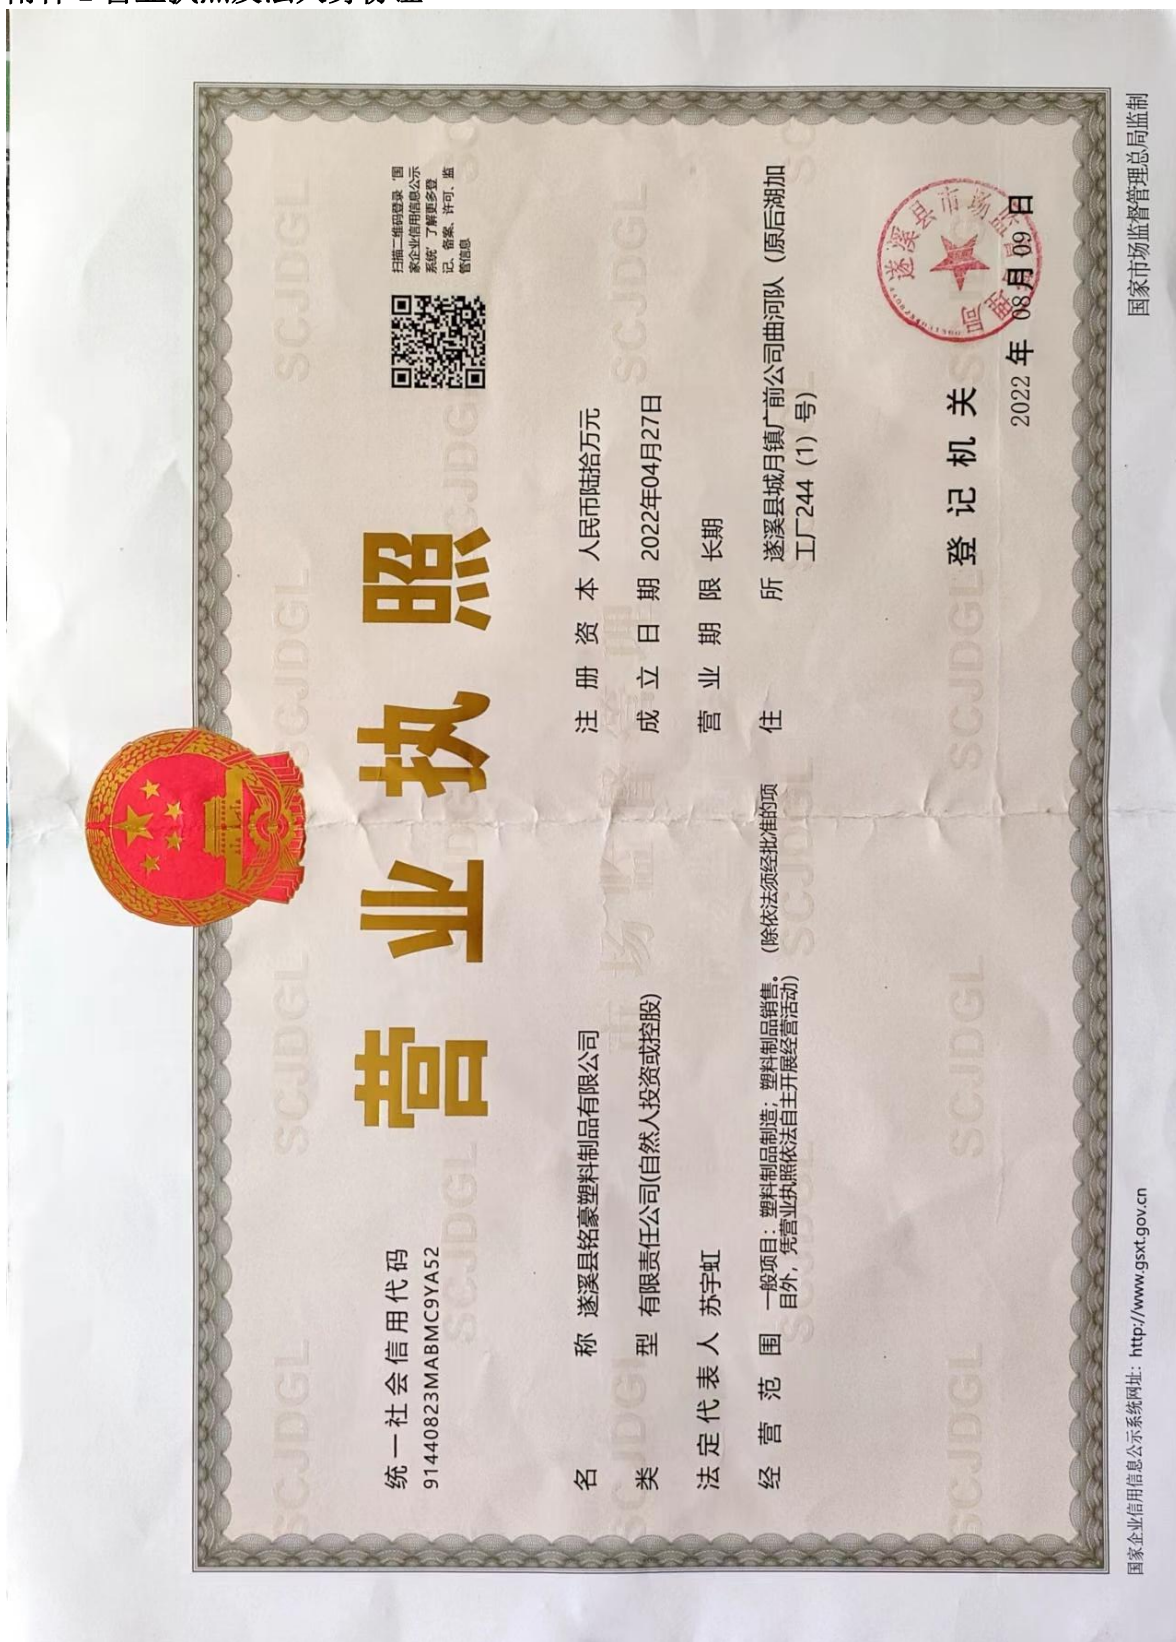 营业执照
统一社会信用代码
91440823MABMC9YA52
扫描二维码登录‘国
家企业信用信息公示
系统’了解更多登
记、备案、许可、监
管信息
名称 遂溪县铭豪塑料制品有限公司
类型 有限责任公司(自然人投资或控股)
法定代表人 苏宇虹
经营范围 一般项目：塑料制品制造；塑料制品销售。（除依法须经批准的项
目外，凭营业执照依法自主开展经营活动）
注册资本 人民币陆拾万元
成立日期 2022年04月27日
营业期限 长期
住所 遂溪县城月镇广前公司曲河队（原后湖加
工厂244（1）号）
登记机关
遂溪县市场监督管理局
2022年08月09日
国家企业信用信息公示系统网址：http://www.gsxt.gov.cn
国家市场监督管理总局监制